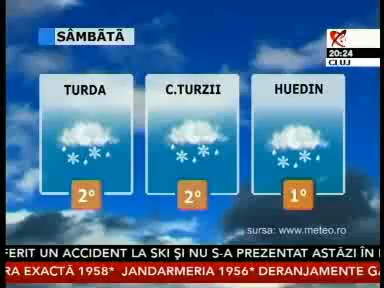 SÂMBĂTĂ
20:24
CLUJ
TURDA
C.TURZII
HUEDIN
2°
2°
1°
sursa: www.meteo.ro
FERIT UN ACCIDENT LA SKI ŞI NU S-A PREZENTAT ASTĂZI ÎN
RA EXACTĂ 1958* JANDARMERIA 1956* DERANJAMENTE GA